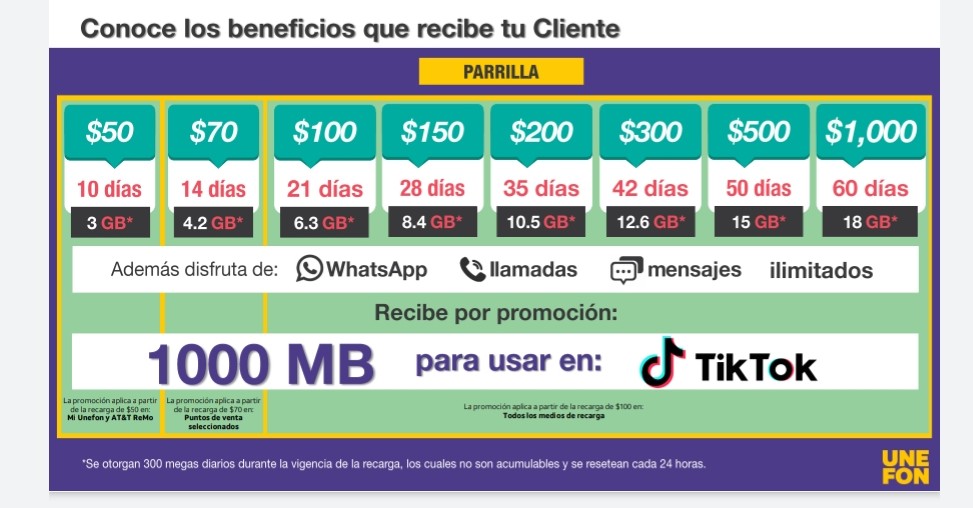 Conoce los beneficios que recibe tu Cliente
PARRILLA
$50 $70 $100 $150 $200 $300 $500 $1,000
10 días 14 días 21 días 28 días 35 días 42 días 50 días 60 días
3 GB* 4.2 GB* 6.3 GB* 8.4 GB* 10.5 GB* 12.6 GB* 15 GB* 18 GB*
Además disfruta de: WhatsApp llamadas mensajes ilimitados
Recibe por promoción:
1000 MB para usar en: TikTok
La promoción aplica a partir
de la recarga de $50 en:
Mi Unefon y AT&T ReMo
La promoción aplica a partir
de la recarga de $70 en:
Puntos de venta
seleccionados
La promoción aplica a partir de la recarga de $100 en:
Todos los medios de recarga
*Se otorgan 300 megas diarios durante la vigencia de la recarga, los cuales no son acumulables y se resetean cada 24 horas.
UNE
FON